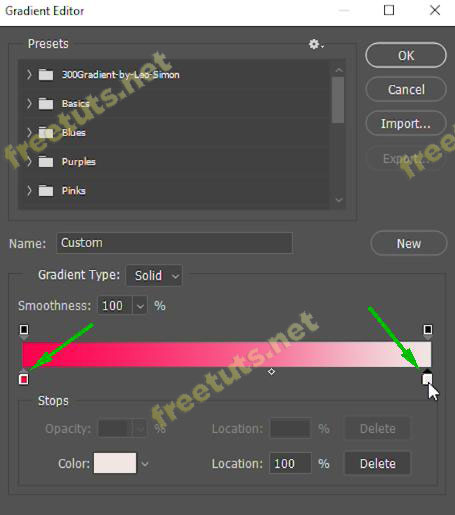 Gradient Editor
Presets
OK
300Gradient-by-Leo-Simon
Cancel
Basics
Import...
Blues
Export...
Purples
Pinks
freetuts.net
freetuts.net
Name: Custom New
Gradient Type: Solid
Smoothness: 100 %
freetuts.net
Stops
Opacity: % Location: % Delete
Color: Location: 100 % Delete